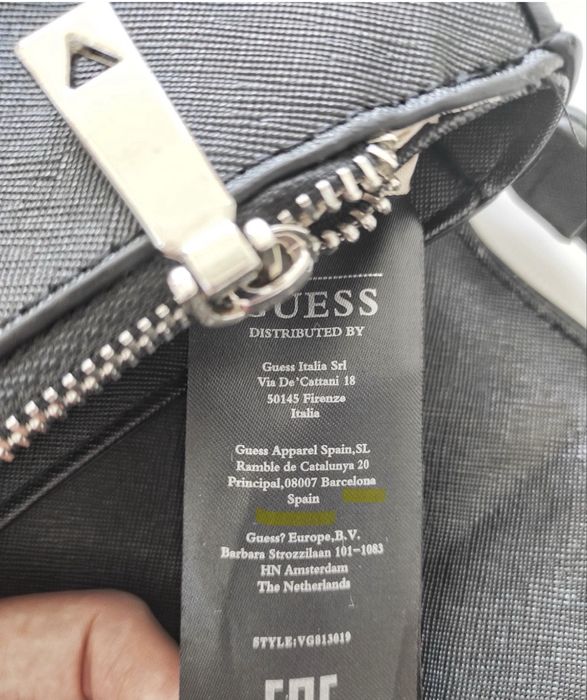 GUESS
DISTRIBUTED BY
Guess Italia Srl
Via De'Cattani 18
50145 Firenze
Italia
Guess Apparel Spain,SL
Ramble de Catalunya 20
Principal,08007 Barcelona
Spain
Guess? Europe,B.V.
Barbara Strozzilaan 101-1083
HN Amsterdam
The Netherlands
STYLE:VG813019